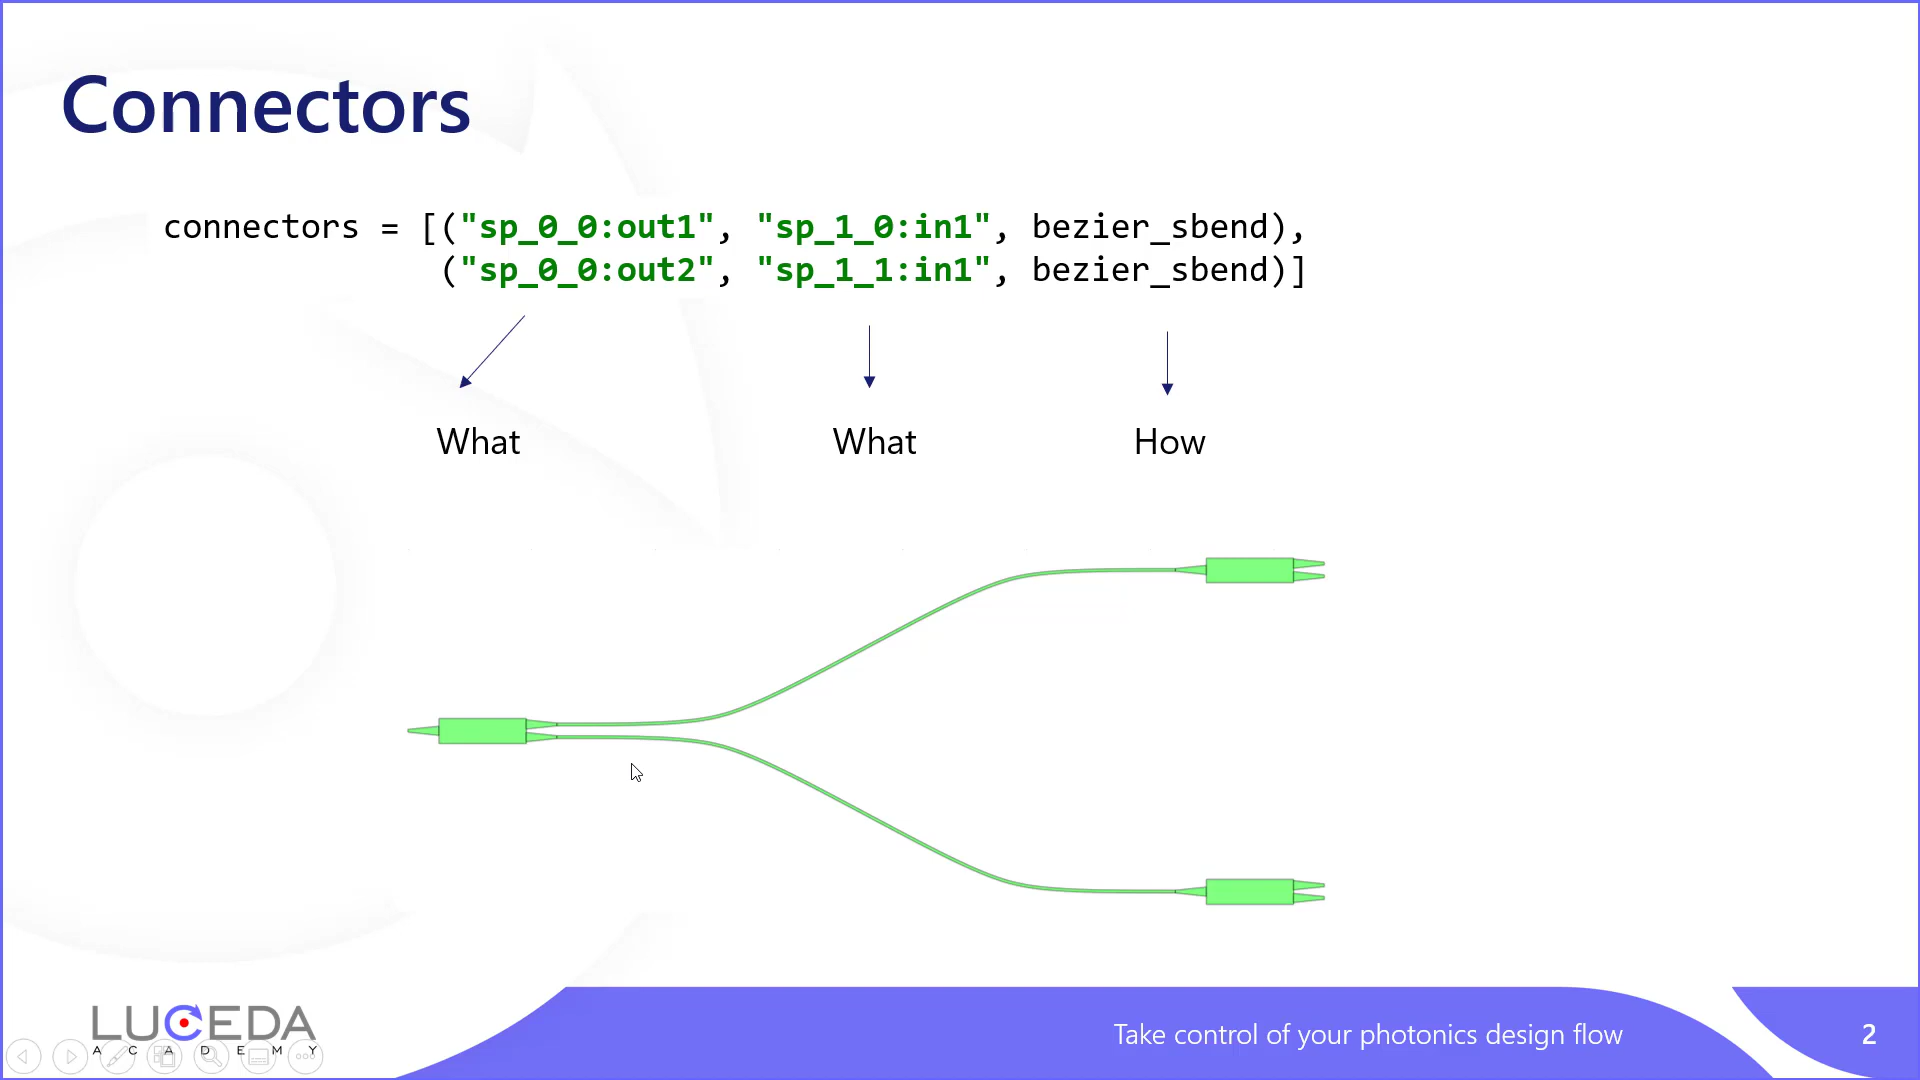 Connectors
connectors = [("sp_0_0:out1", "sp_1_0:in1", bezier_sbend),
("sp_0_0:out2", "sp_1_1:in1", bezier_sbend)]
What What How
LUCEDA
ACADEMY
Take control of your photonics design flow 2